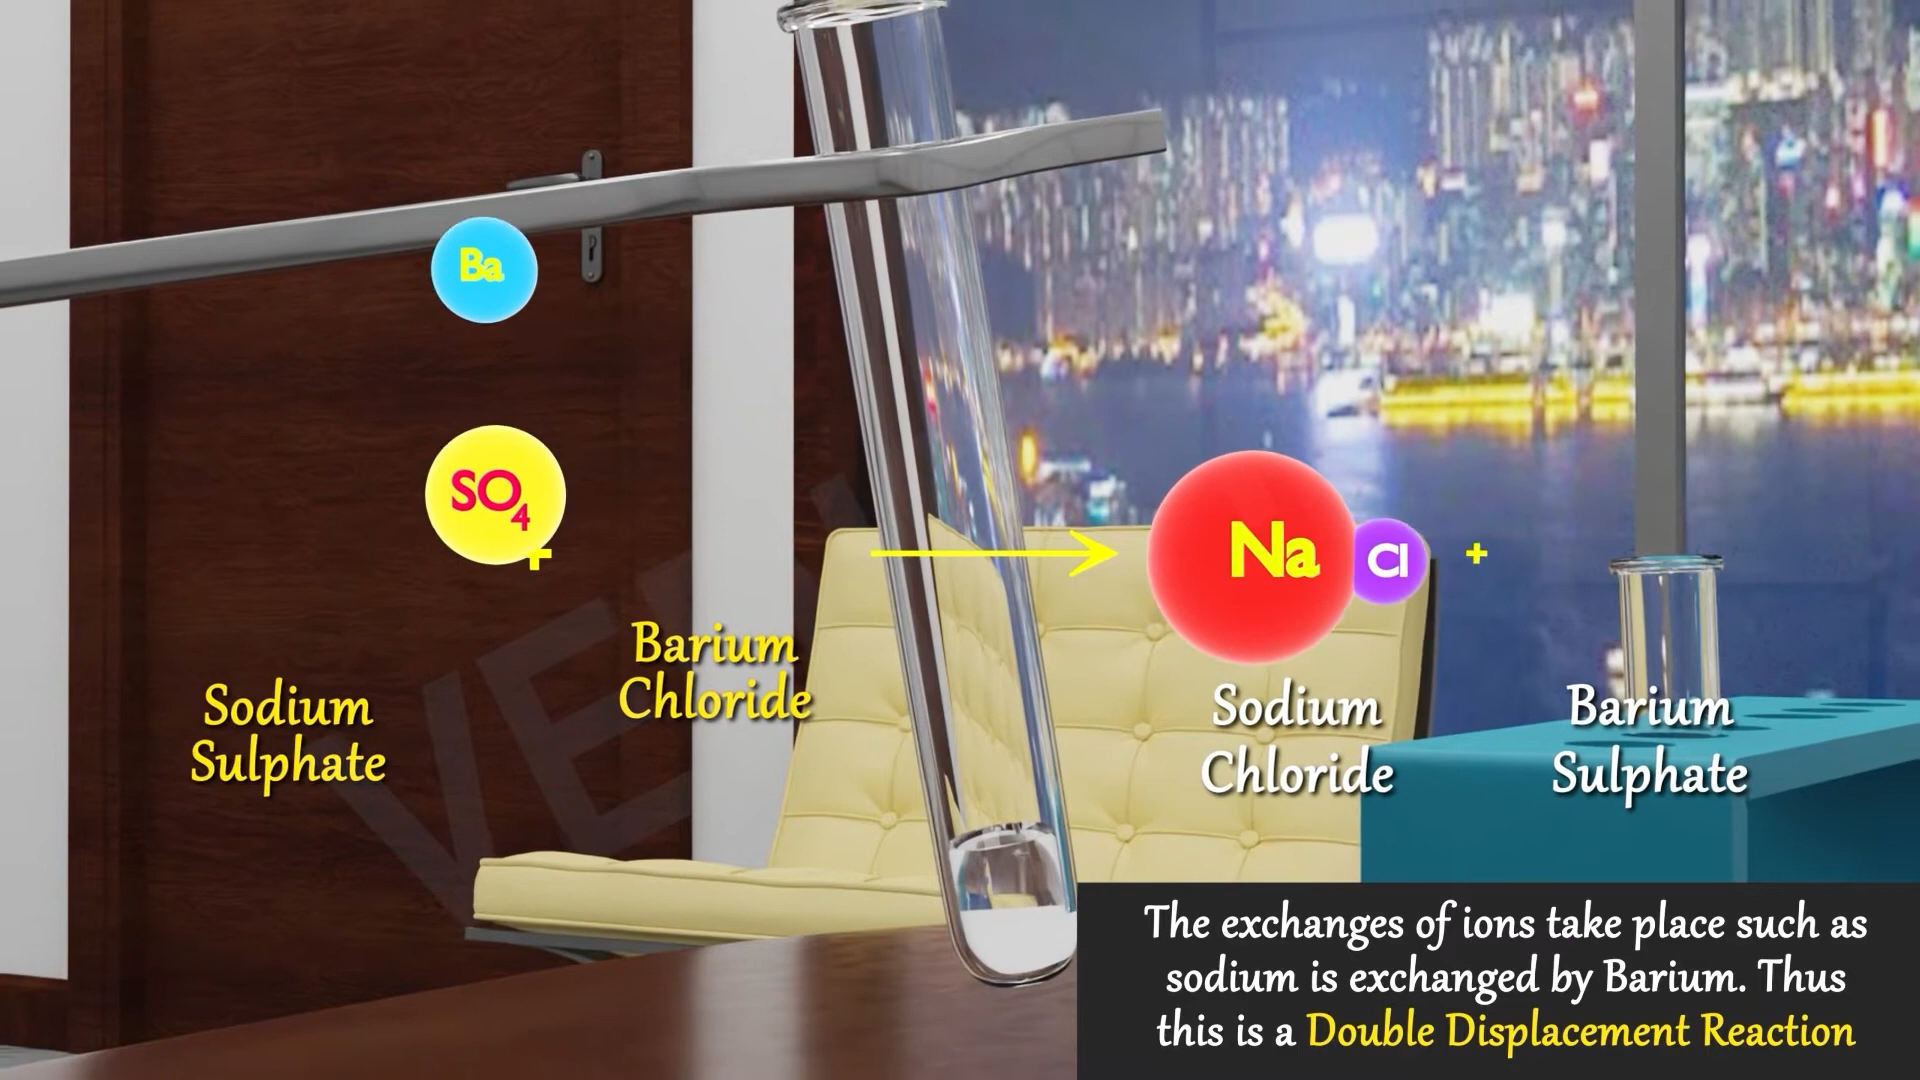 Ba
SO4
+
Na
Cl
+
Barium
Chloride
Sodium
Sulphate
Sodium
Chloride
Barium
Sulphate
The exchanges of ions take place such as
sodium is exchanged by Barium. Thus
this is a Double Displacement Reaction